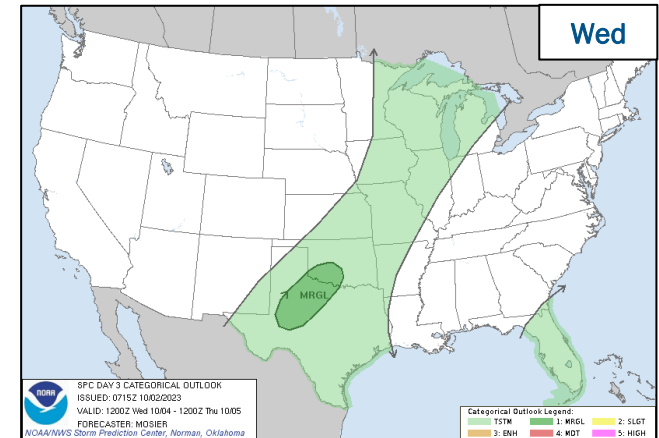 Wed
MRGL
NOAA
SPC DAY 3 CATEGORICAL OUTLOOK
ISSUED: 0715Z 10/02/2023
VALID: 1200Z Wed 10/04 - 1200Z Thu 10/05
FORECASTER: MOSIER
NOAA/NWS Storm Prediction Center, Norman, Oklahoma
Categorical Outlook Legend:
TSTM 1: MRGL 2: SLGT
3: ENH 4: MDT 5: HIGH